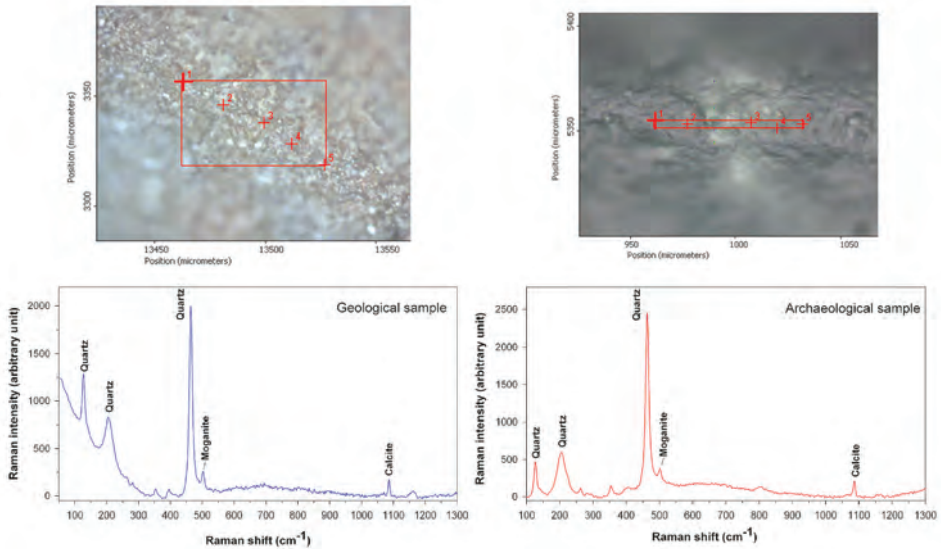 3350
3300
Position (micrometers)
1
2
3
4
5
13450
13500
13550
Position (micrometers)
5400
5350
Position (micrometers)
1
2
3
4
5
950
1000
1050
Position (micrometers)
Geological sample
Quartz
Quartz
Quartz
Moganite
Calcite
2000
1750
1250
1000
500
250
0
Raman intensity (arbitrary unit)
100 200 300 400 500 600 700 800 900 1000 1100 1200 1300
Raman shift (cm⁻¹)
Archaeological sample
Quartz
Quartz
Quartz
Moganite
Calcite
2500
2000
1500
1000
500
0
Raman intensity (arbitrary unit)
100 200 300 400 500 600 700 800 900 1000 1100 1200 1300
Raman shift (cm⁻¹)